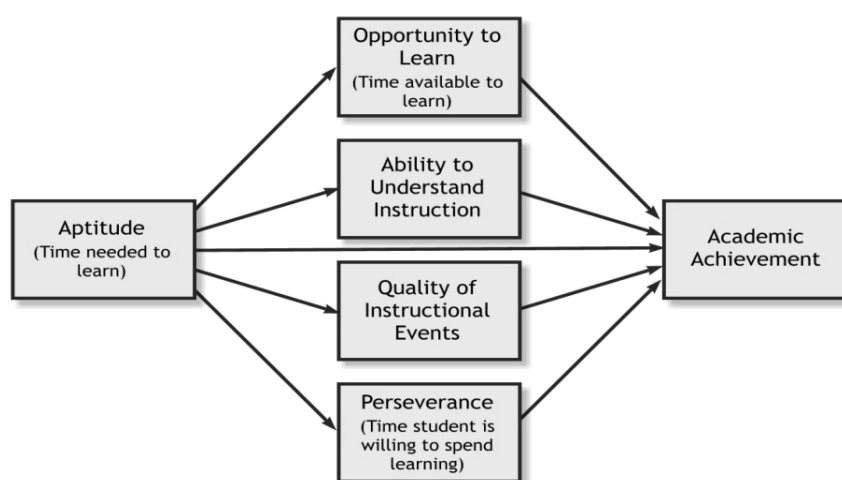 Opportunity to
Learn
(Time available to
learn)
Ability to
Understand
Instruction
Aptitude
(Time needed to
learn)
Academic
Achievement
Quality of
Instructional
Events
Perseverance
(Time student is
willing to spend
learning)